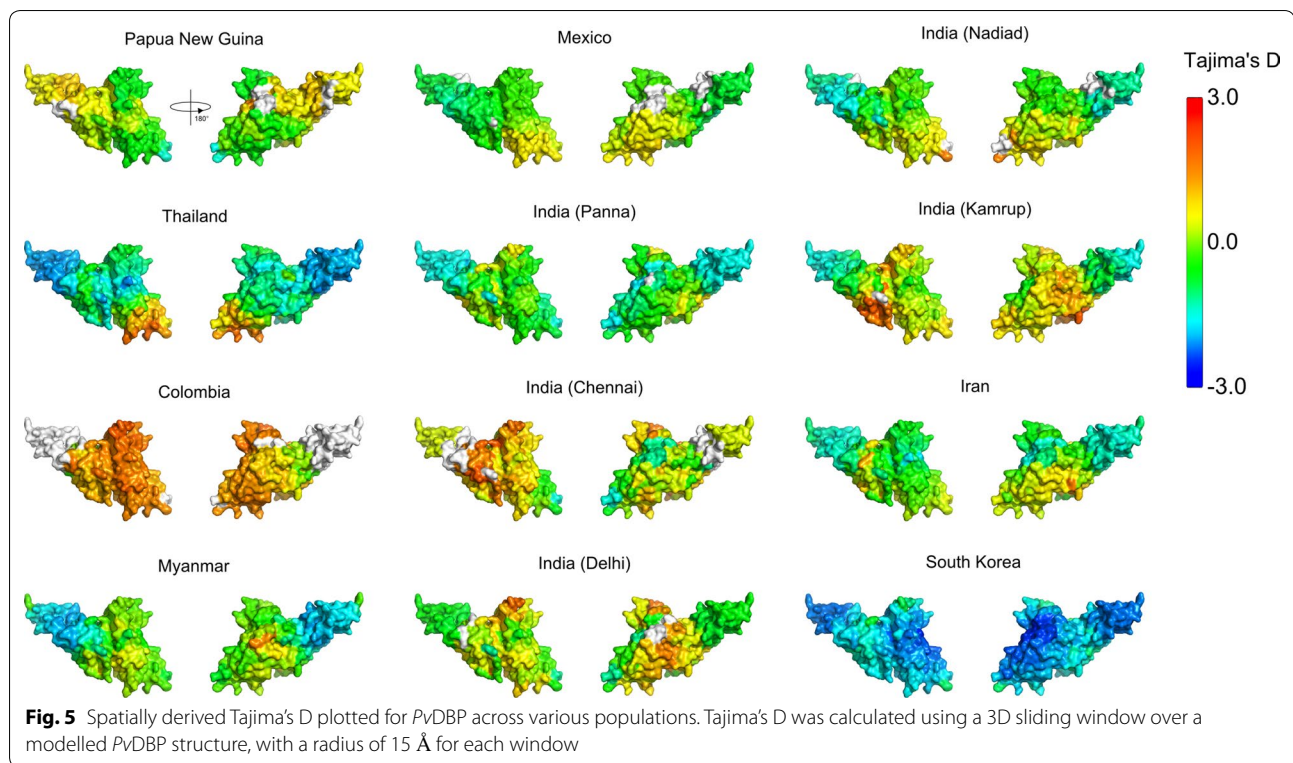 Papua New Guina
Mexico
India (Nadiad)
Tajima's D
3.0
0.0
-3.0
180°
Thailand
India (Panna)
India (Kamrup)
Colombia
India (Chennai)
Iran
Myanmar
India (Delhi)
South Korea
Fig. 5 Spatially derived Tajima's D plotted for PvDBP across various populations. Tajima's D was calculated using a 3D sliding window over a
modelled PvDBP structure, with a radius of 15 Å for each window